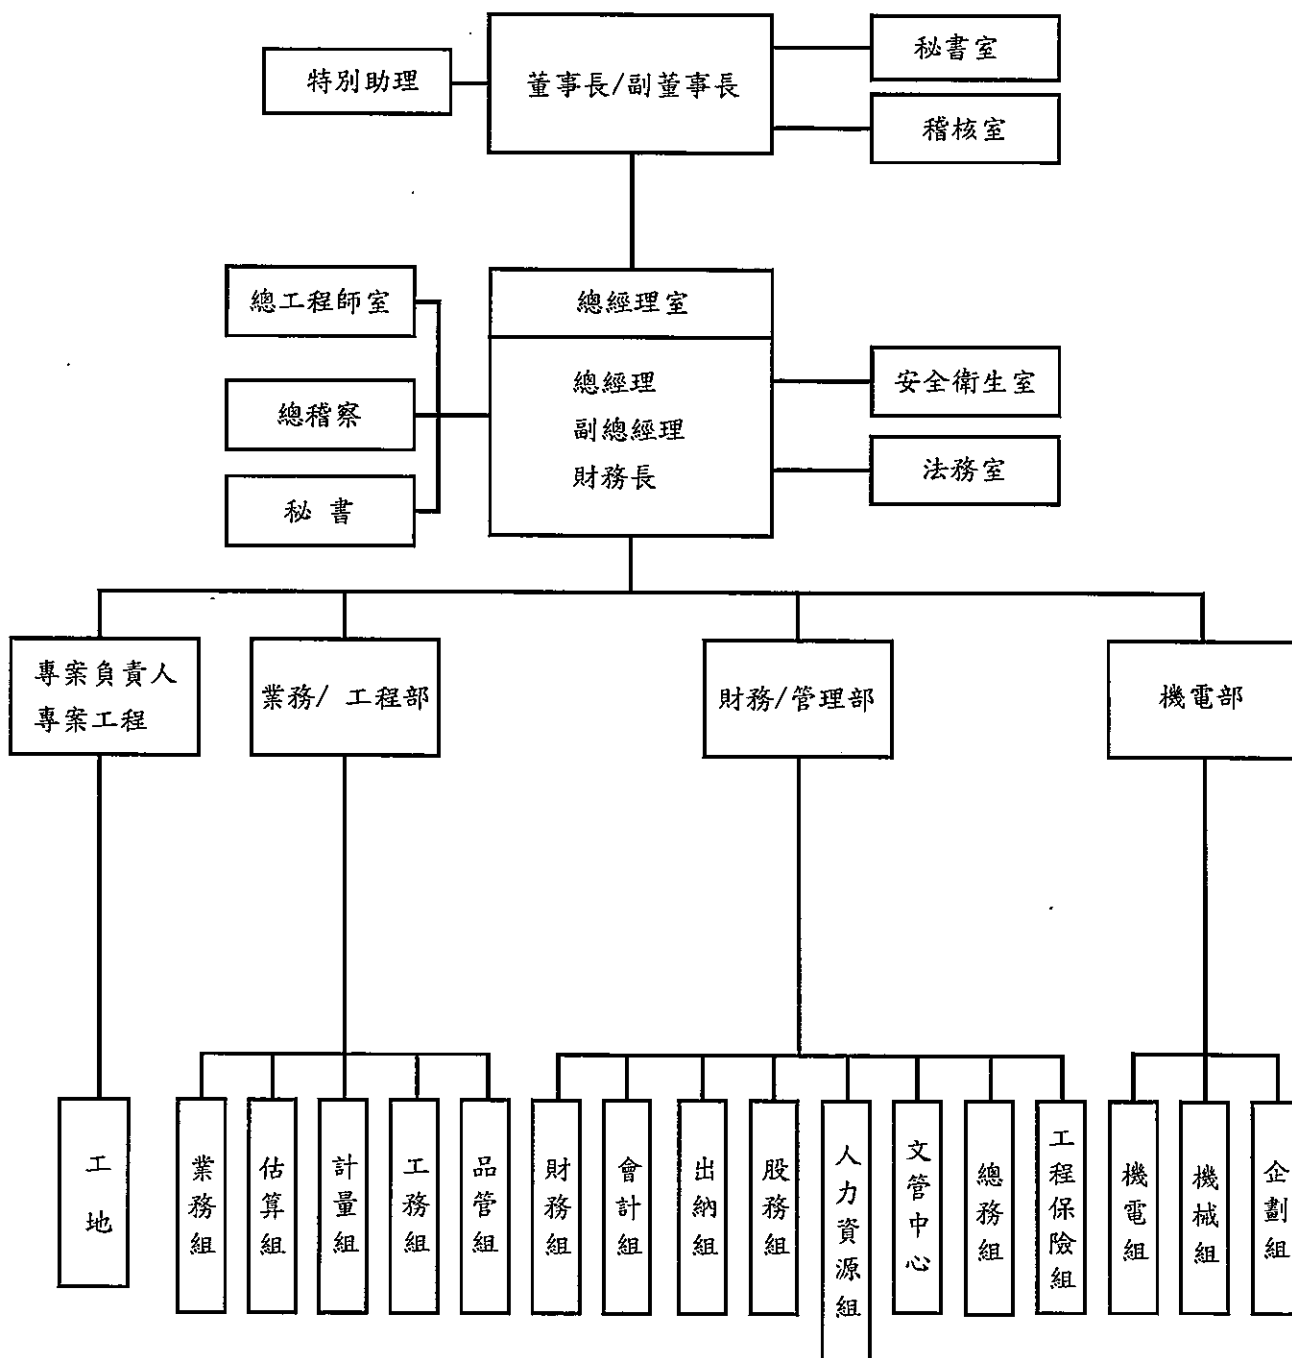 秘書室
特別助理
董事長/副董事長
稽核室
總工程師室
總經理室
總經理
副總經理
財務長
安全衛生室
總稽察
法務室
秘 書
專案負責人
專案工程
業務/ 工程部
財務/管理部
機電部
工地
業務組
估算組
計量組
工務組
品管組
財務組
會計組
出納組
股務組
人力資源組
文管中心
總務組
工程保險組
機電組
機械組
企劃組